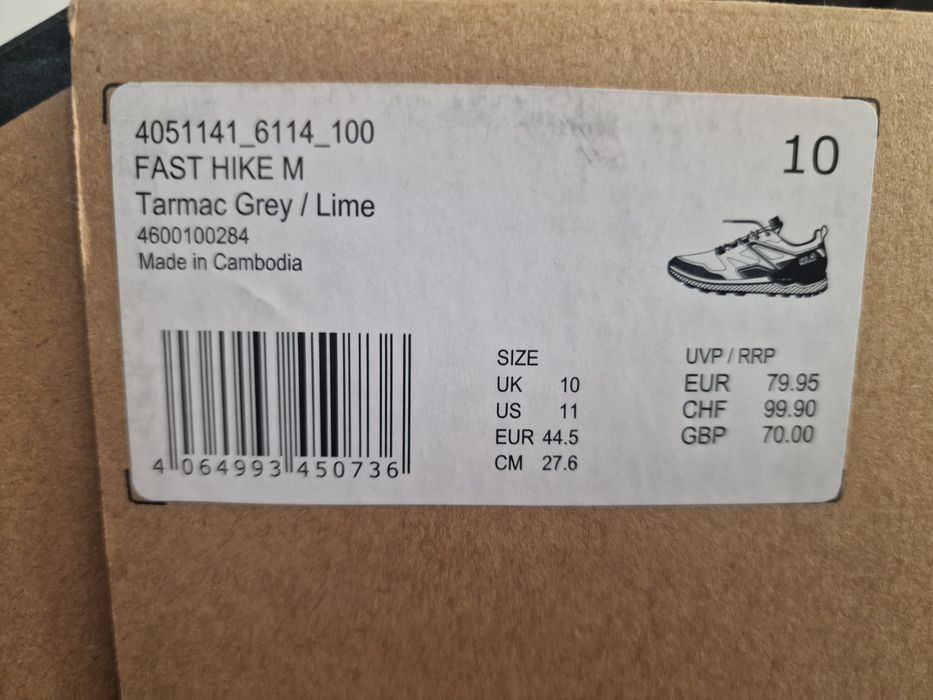 4051141_6114_100
FAST HIKE M
Tarmac Grey / Lime
4600100284
Made in Cambodia
10
4 064993 450736
SIZE
UK 10
US 11
EUR 44.5
CM 27.6
UVP / RRP
EUR 79.95
CHF 99.90
GBP 70.00